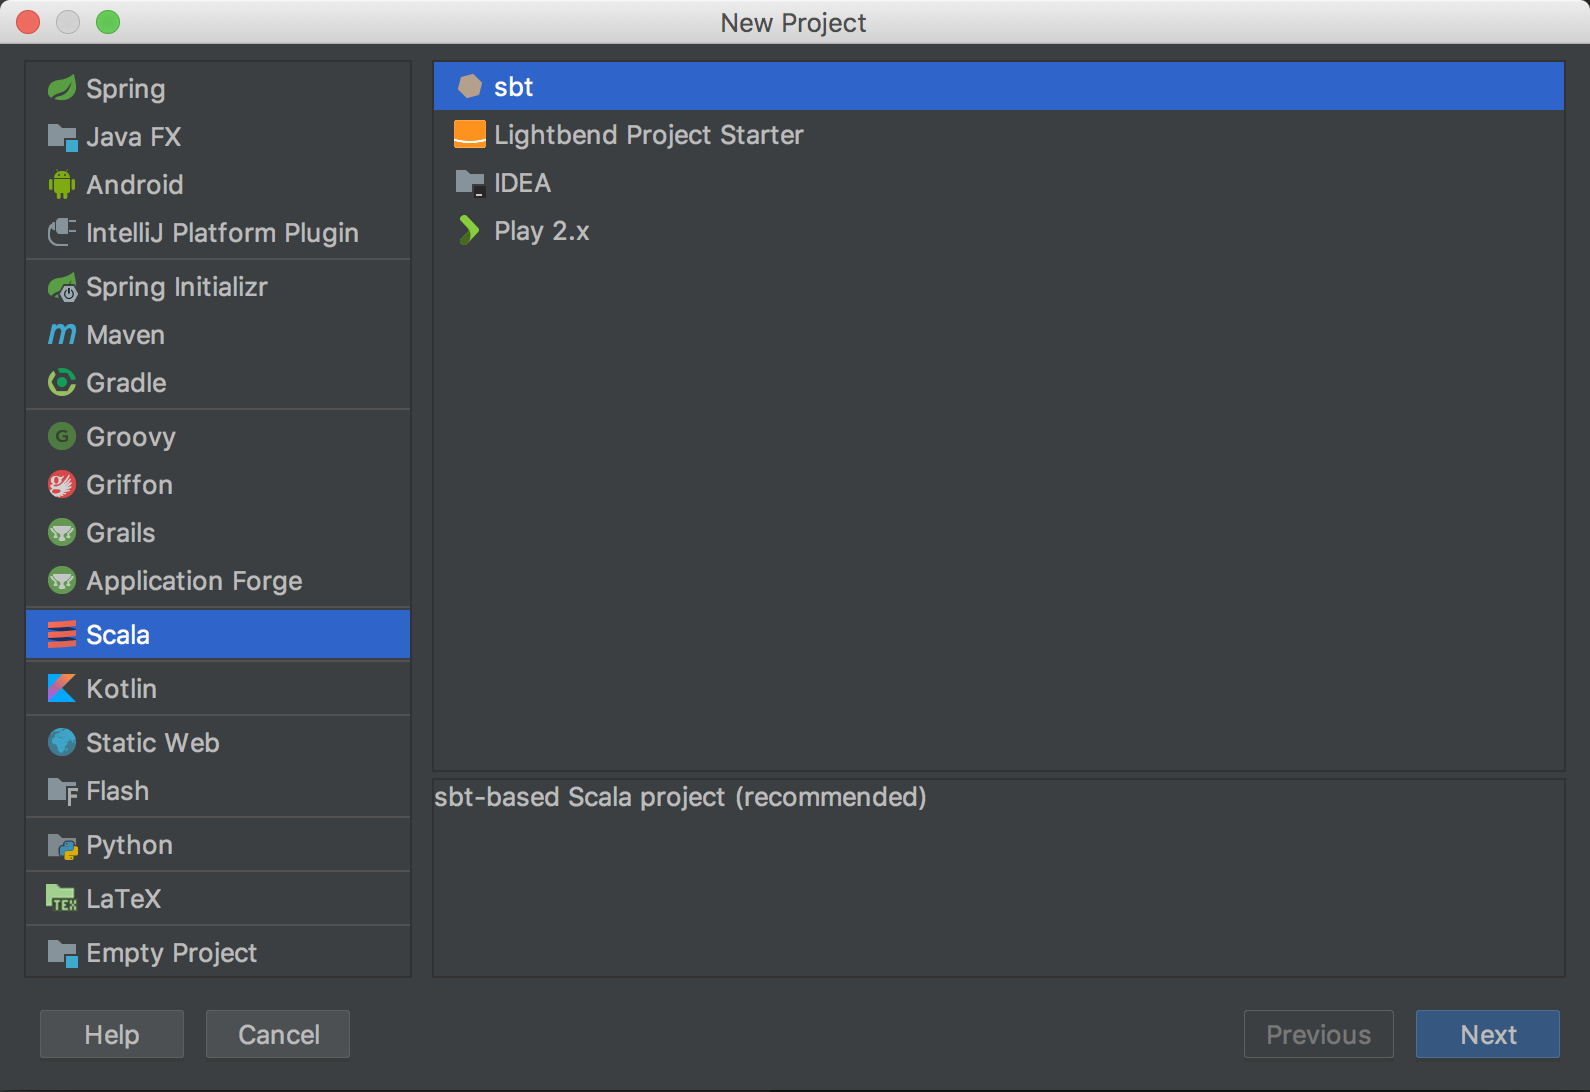 New Project
Spring
Java FX
Android
IntelliJ Platform Plugin
Spring Initializr
Maven
Gradle
Groovy
Griffon
Grails
Application Forge
Scala
Kotlin
Static Web
Flash
Python
LaTeX
Empty Project
sbt
Lightbend Project Starter
IDEA
Play 2.x
sbt-based Scala project (recommended)
Help
Cancel
Previous
Next